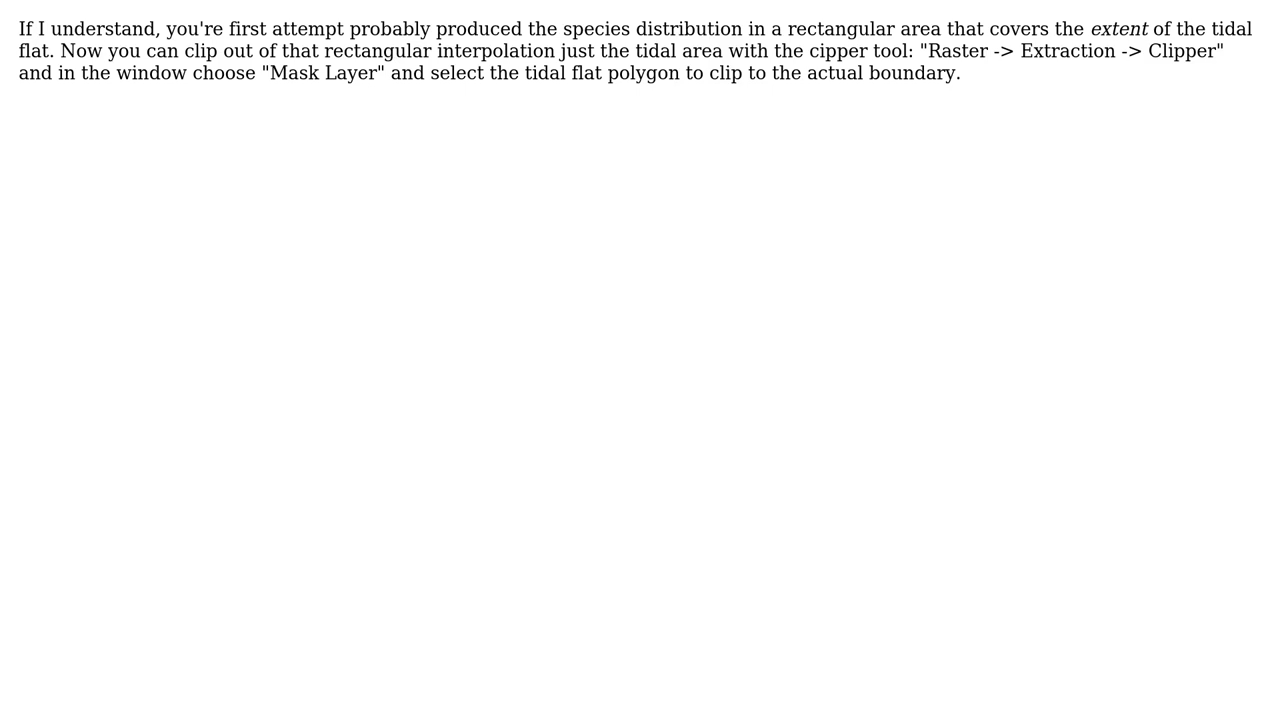 If I understand, you're first attempt probably produced the species distribution in a rectangular area that covers the extent of the tidal
flat. Now you can clip out of that rectangular interpolation just the tidal area with the cipper tool: "Raster -> Extraction -> Clipper"
and in the window choose "Mask Layer" and select the tidal flat polygon to clip to the actual boundary.